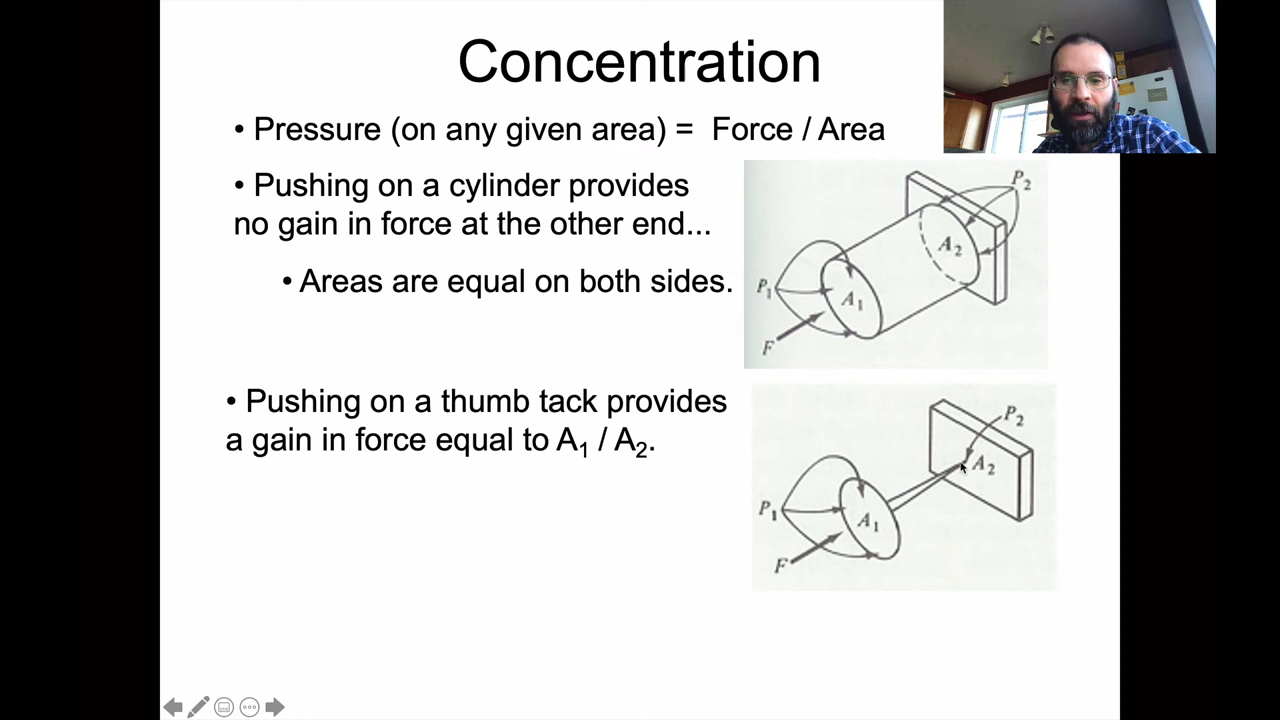 Concentration
• Pressure (on any given area) = Force / Area
• Pushing on a cylinder provides
no gain in force at the other end...
• Areas are equal on both sides.
P2
A2
P1
A1
F
• Pushing on a thumb tack provides
a gain in force equal to A1 / A2.
P2
A2
P1
A1
F